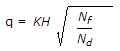 q = KH √(N_f / N_d)